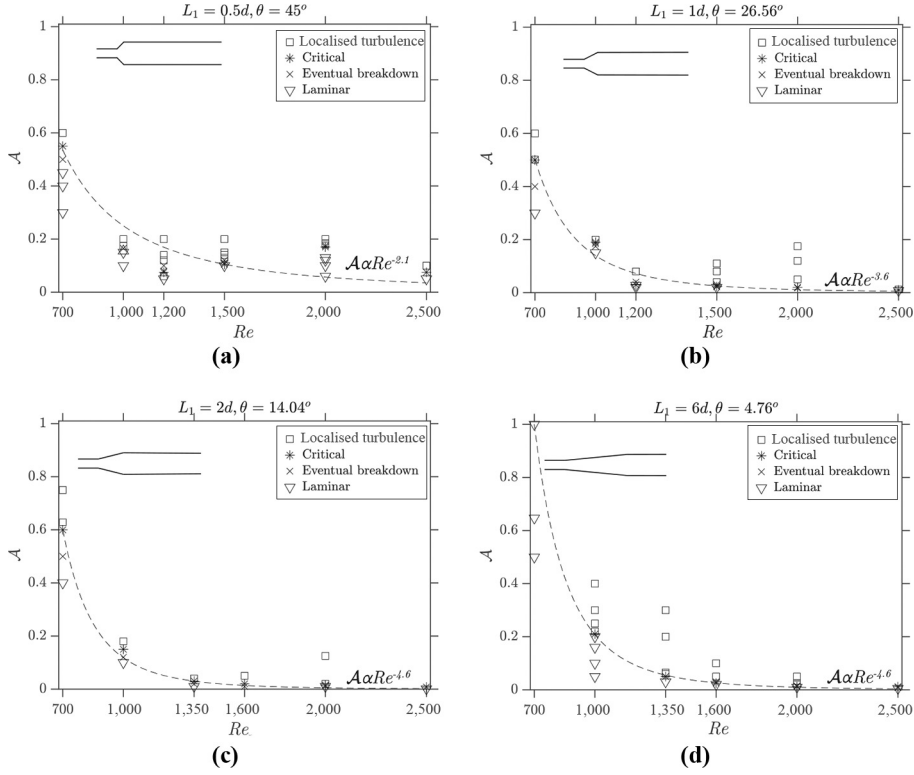 L₁ = 0.5d, θ = 45°
1
0.8
0.6
0.4
0.2
0
𝒜
Localised turbulence
Critical
Eventual breakdown
Laminar
𝒜αRe⁻²·¹
700 1,000 1,200 1,500 2,000 2,500
Re
(a)
L₁ = 1d, θ = 26.56°
1
0.8
0.6
0.4
0.2
0
𝒜
Localised turbulence
Critical
Eventual breakdown
Laminar
𝒜αRe⁻³·⁶
700 1,000 1,200 1,500 2,000 2,500
Re
(b)
L₁ = 2d, θ = 14.04°
1
0.8
0.6
0.4
0.2
0
𝒜
Localised turbulence
Critical
Eventual breakdown
Laminar
𝒜αRe⁻⁴·⁶
700 1,000 1,350 1,600 2,000 2,500
Re
(c)
L₁ = 6d, θ = 4.76°
1
0.8
0.6
0.4
0.2
0
𝒜
Localised turbulence
Critical
Eventual breakdown
Laminar
𝒜αRe⁻⁴·⁶
700 1,000 1,350 1,600 2,000 2,500
Re
(d)